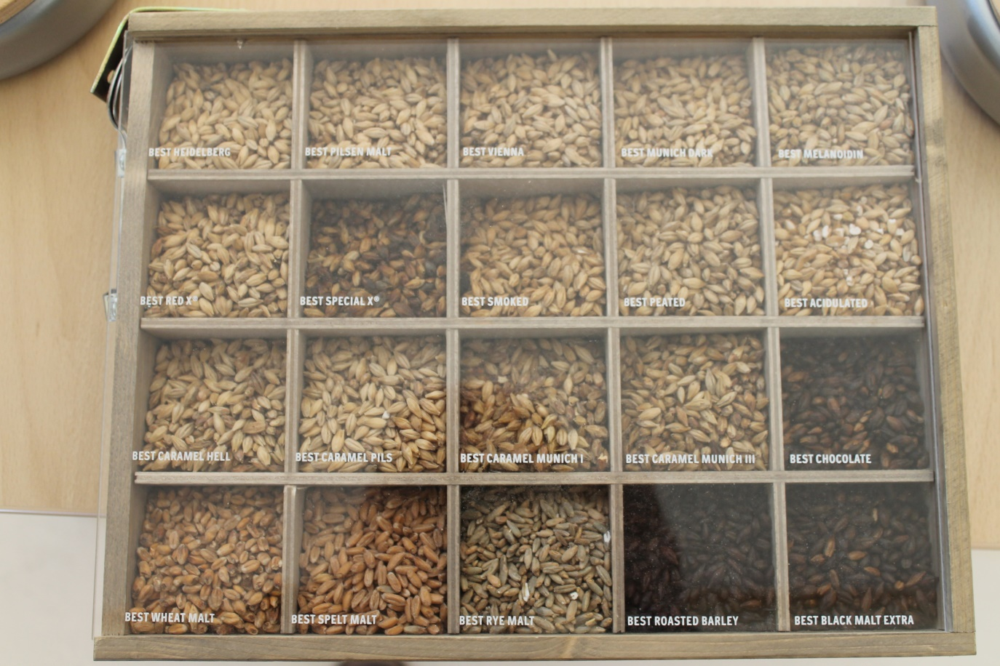 BEST HEIDELBERG
BEST PILSEN MALT
BEST VIENNA
BEST MUNICH DARK
BEST MELANOIDIN
BEST RED X®
BEST SPECIAL X®
BEST SMOKED
BEST PEATED
BEST ACIDULATED
BEST CARAMEL HELL
BEST CARAMEL PILS
BEST CARAMEL MUNICH I
BEST CARAMEL MUNICH III
BEST CHOCOLATE
BEST WHEAT MALT
BEST SPELT MALT
BEST RYE MALT
BEST ROASTED BARLEY
BEST BLACK MALT EXTRA